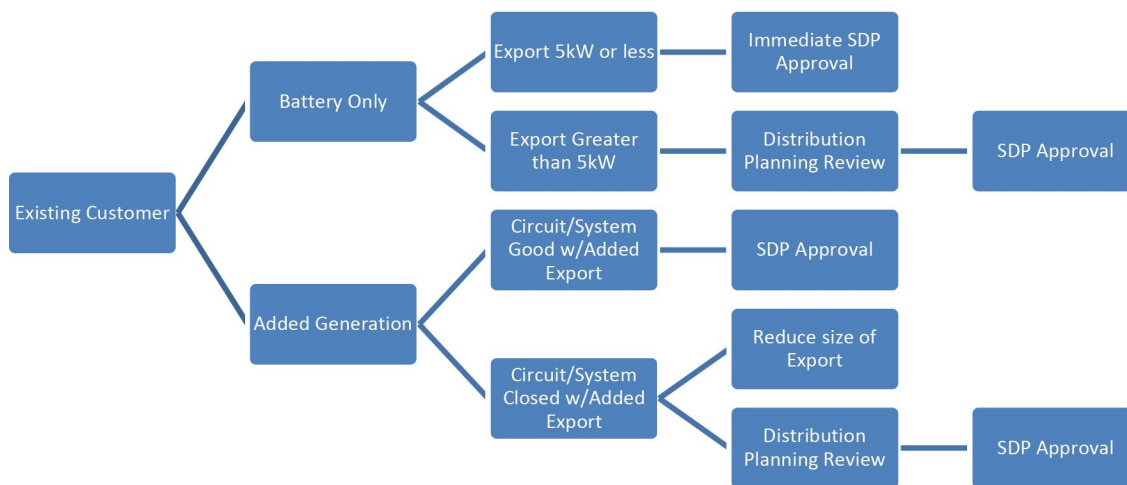 Existing Customer
Battery Only
Export 5kW or less
Immediate SDP
Approval
Export Greater
than 5kW
Distribution
Planning Review
SDP Approval
Added Generation
Circuit/System
Good w/Added
Export
SDP Approval
Circuit/System
Closed w/Added
Export
Reduce size of
Export
Distribution
Planning Review
SDP Approval